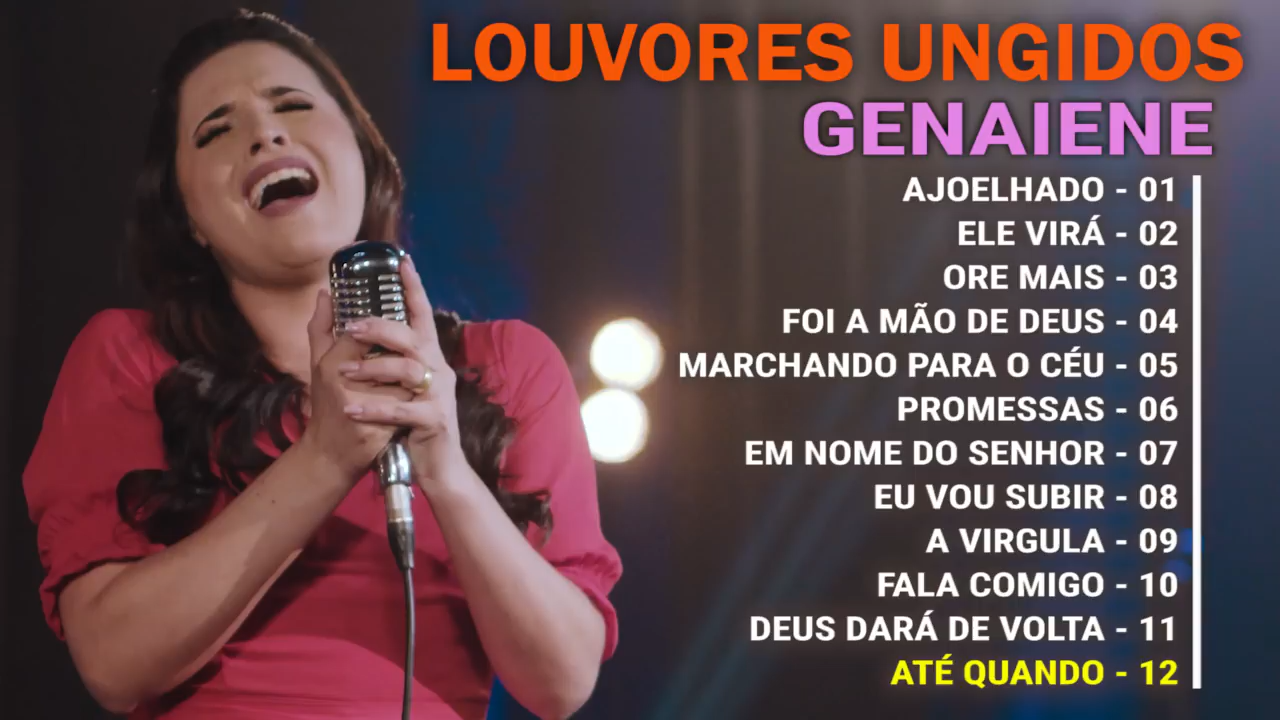 LOUVORES UNGIDOS
GENAIENE
AJOELHADO - 01
ELE VIRÁ - 02
ORE MAIS - 03
FOI A MÃO DE DEUS - 04
MARCHANDO PARA O CÉU - 05
PROMESSAS - 06
EM NOME DO SENHOR - 07
EU VOU SUBIR - 08
A VIRGULA - 09
FALA COMIGO - 10
DEUS DARÁ DE VOLTA - 11
ATÉ QUANDO - 12